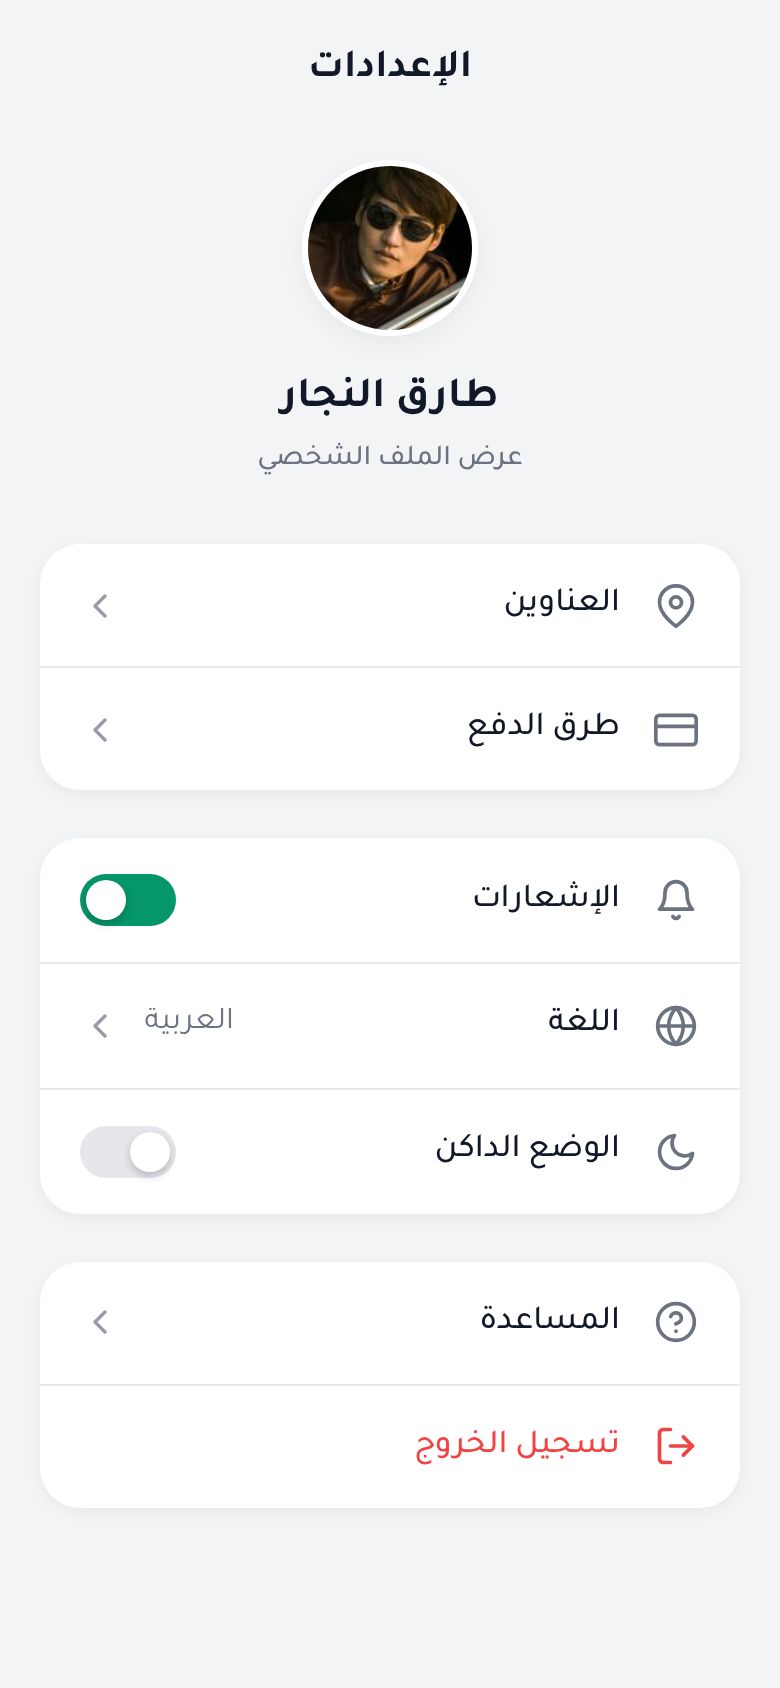 الإعدادات
طارق النجار
عرض الملف الشخصي
العناوين
طرق الدفع
الإشعارات
اللغة العربية
الوضع الداكن
المساعدة
تسجيل الخروج